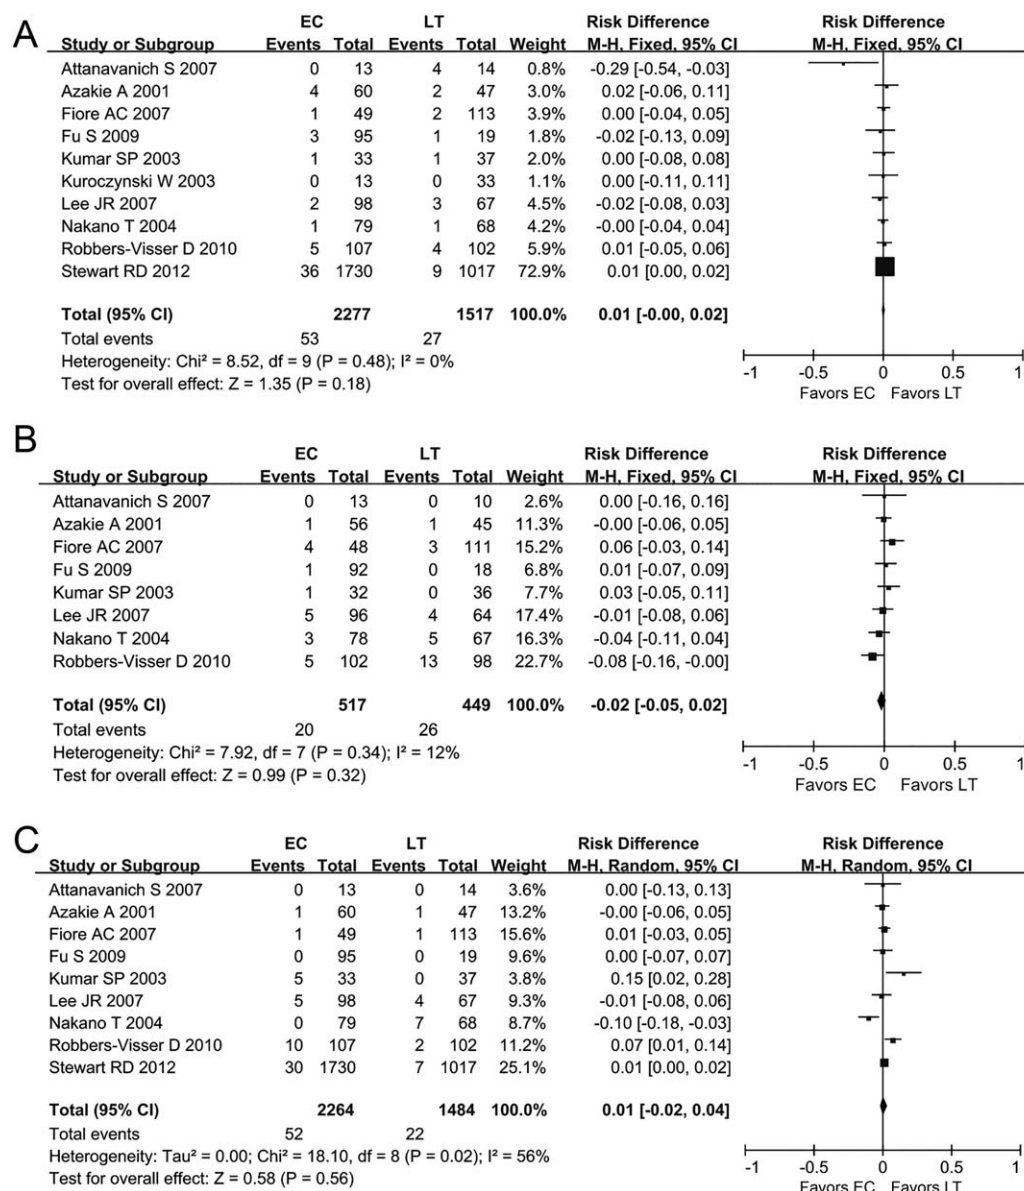 A
EC LT Risk Difference Risk Difference
Study or Subgroup Events Total Events Total Weight M-H, Fixed, 95% CI M-H, Fixed, 95% CI
Attanavanich S 2007 0 13 4 14 0.8% -0.29 [-0.54, -0.03]
Azakie A 2001 4 60 2 47 3.0% 0.02 [-0.06, 0.11]
Fiore AC 2007 1 49 2 113 3.9% 0.00 [-0.04, 0.05]
Fu S 2009 3 95 1 19 1.8% -0.02 [-0.13, 0.09]
Kumar SP 2003 1 33 1 37 2.0% 0.00 [-0.08, 0.08]
Kuroczynski W 2003 0 13 0 33 1.1% 0.00 [-0.11, 0.11]
Lee JR 2007 2 98 3 67 4.5% -0.02 [-0.08, 0.03]
Nakano T 2004 1 79 1 68 4.2% -0.00 [-0.04, 0.04]
Robbers-Visser D 2010 5 107 4 102 5.9% 0.01 [-0.05, 0.06]
Stewart RD 2012 36 1730 9 1017 72.9% 0.01 [0.00, 0.02]
Total (95% CI) 2277 1517 100.0% 0.01 [-0.00, 0.02]
Total events 53 27
Heterogeneity: Chi² = 8.52, df = 9 (P = 0.48); I² = 0%
Test for overall effect: Z = 1.35 (P = 0.18)
-1 -0.5 0 0.5 1
Favors EC Favors LT
B
EC LT Risk Difference Risk Difference
Study or Subgroup Events Total Events Total Weight M-H, Fixed, 95% CI M-H, Fixed, 95% CI
Attanavanich S 2007 0 13 0 10 2.6% 0.00 [-0.16, 0.16]
Azakie A 2001 1 56 1 45 11.3% -0.00 [-0.06, 0.05]
Fiore AC 2007 4 48 3 111 15.2% 0.06 [-0.03, 0.14]
Fu S 2009 1 92 0 18 6.8% 0.01 [-0.07, 0.09]
Kumar SP 2003 1 32 0 36 7.7% 0.03 [-0.05, 0.11]
Lee JR 2007 5 96 4 64 17.4% -0.01 [-0.08, 0.06]
Nakano T 2004 3 78 5 67 16.3% -0.04 [-0.11, 0.04]
Robbers-Visser D 2010 5 102 13 98 22.7% -0.08 [-0.16, -0.00]
Total (95% CI) 517 449 100.0% -0.02 [-0.05, 0.02]
Total events 20 26
Heterogeneity: Chi² = 7.92, df = 7 (P = 0.34); I² = 12%
Test for overall effect: Z = 0.99 (P = 0.32)
-1 -0.5 0 0.5 1
Favors EC Favors LT
C
EC LT Risk Difference Risk Difference
Study or Subgroup Events Total Events Total Weight M-H, Random, 95% CI M-H, Random, 95% CI
Attanavanich S 2007 0 13 0 14 3.6% 0.00 [-0.13, 0.13]
Azakie A 2001 1 60 1 47 13.2% -0.00 [-0.06, 0.05]
Fiore AC 2007 1 49 1 113 15.6% 0.01 [-0.03, 0.05]
Fu S 2009 0 95 0 19 9.6% 0.00 [-0.07, 0.07]
Kumar SP 2003 5 33 0 37 3.8% 0.15 [0.02, 0.28]
Lee JR 2007 5 98 4 67 9.3% -0.01 [-0.08, 0.06]
Nakano T 2004 0 79 7 68 8.7% -0.10 [-0.18, -0.03]
Robbers-Visser D 2010 10 107 2 102 11.2% 0.07 [0.01, 0.14]
Stewart RD 2012 30 1730 7 1017 25.1% 0.01 [0.00, 0.02]
Total (95% CI) 2264 1484 100.0% 0.01 [-0.02, 0.04]
Total events 52 22
Heterogeneity: Tau² = 0.00; Chi² = 18.10, df = 8 (P = 0.02); I² = 56%
Test for overall effect: Z = 0.58 (P = 0.56)
-1 -0.5 0 0.5 1
Favors EC Favors LT